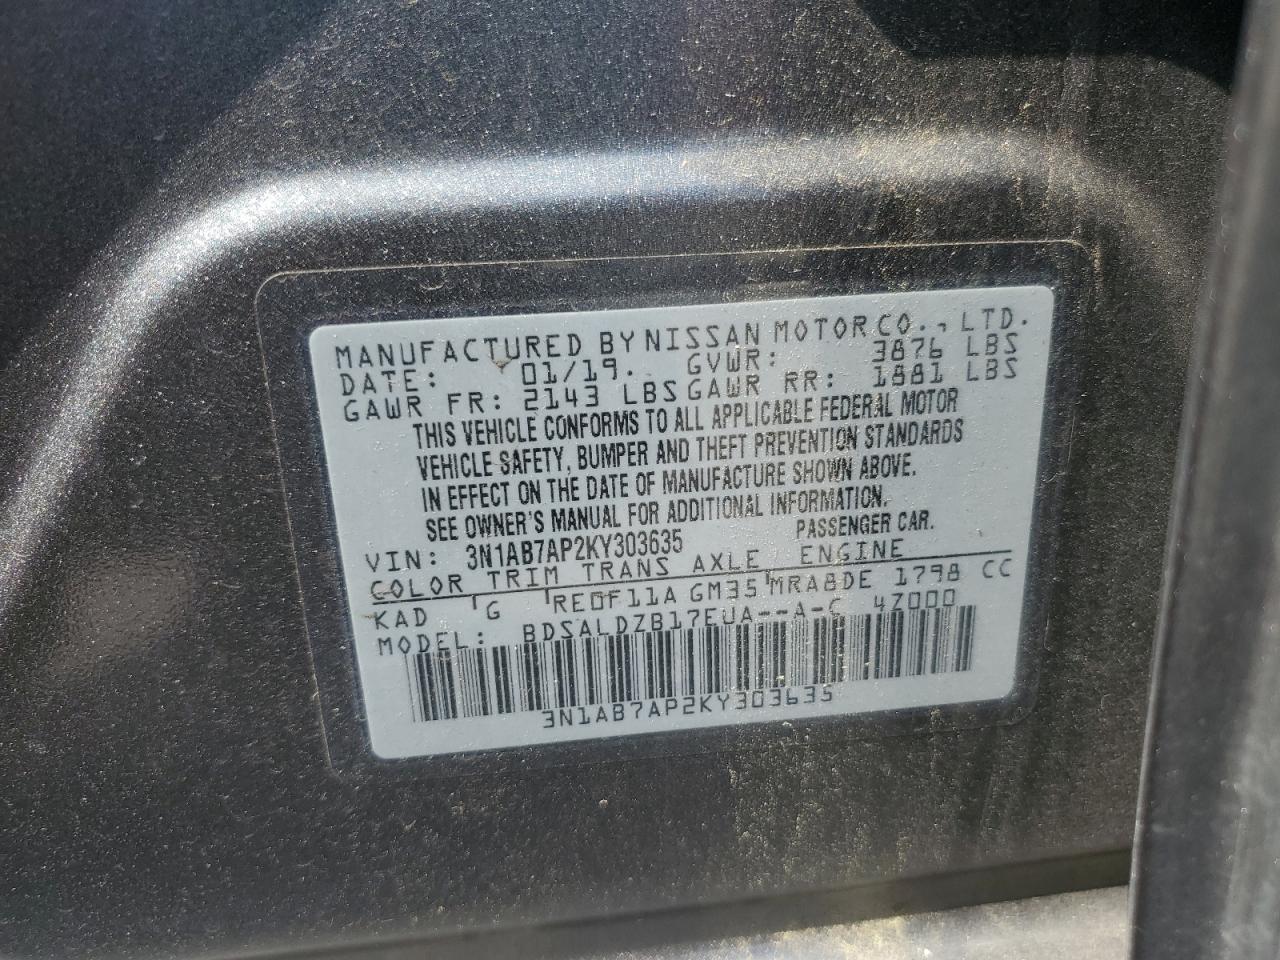 MANUFACTURED BY NISSAN MOTOR CO., LTD.
DATE: 01/19. GVWR: 3876 LBS
GAWR FR: 2143 LBS GAWR RR: 1881 LBS
THIS VEHICLE CONFORMS TO ALL APPLICABLE FEDERAL MOTOR
VEHICLE SAFETY, BUMPER AND THEFT PREVENTION STANDARDS
IN EFFECT ON THE DATE OF MANUFACTURE SHOWN ABOVE.
SEE OWNER'S MANUAL FOR ADDITIONAL INFORMATION.
VIN: 3N1AB7AP2KY303635 PASSENGER CAR.
COLOR TRIM TRANS AXLE ENGINE
KAD G RE0F11A GM35 MRA8DE 1798 CC
MODEL: BDSALDZB17EUA--A-C 4Z000
3N1AB7AP2KY303635